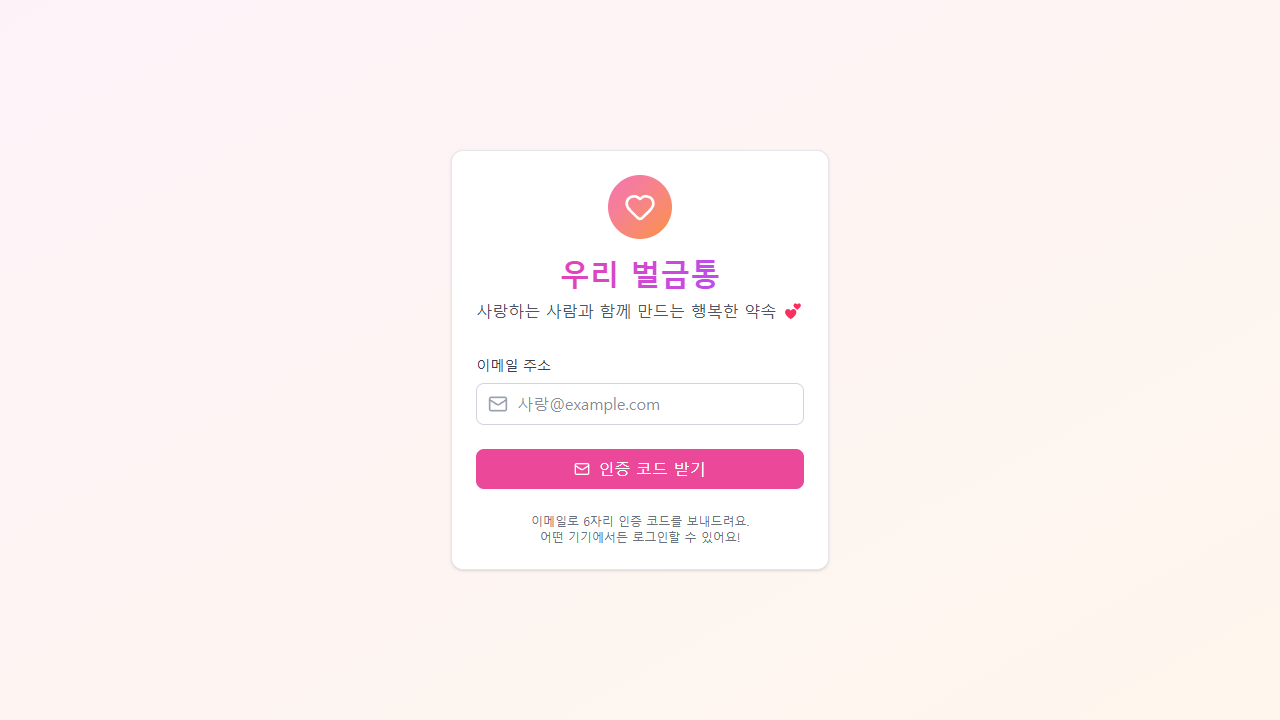 우리 벌금통
사랑하는 사람과 함께 만드는 행복한 약속 💕
이메일 주소
사랑@example.com
인증 코드 받기
이메일로 6자리 인증 코드를 보내드려요.
어떤 기기에서든 로그인할 수 있어요!